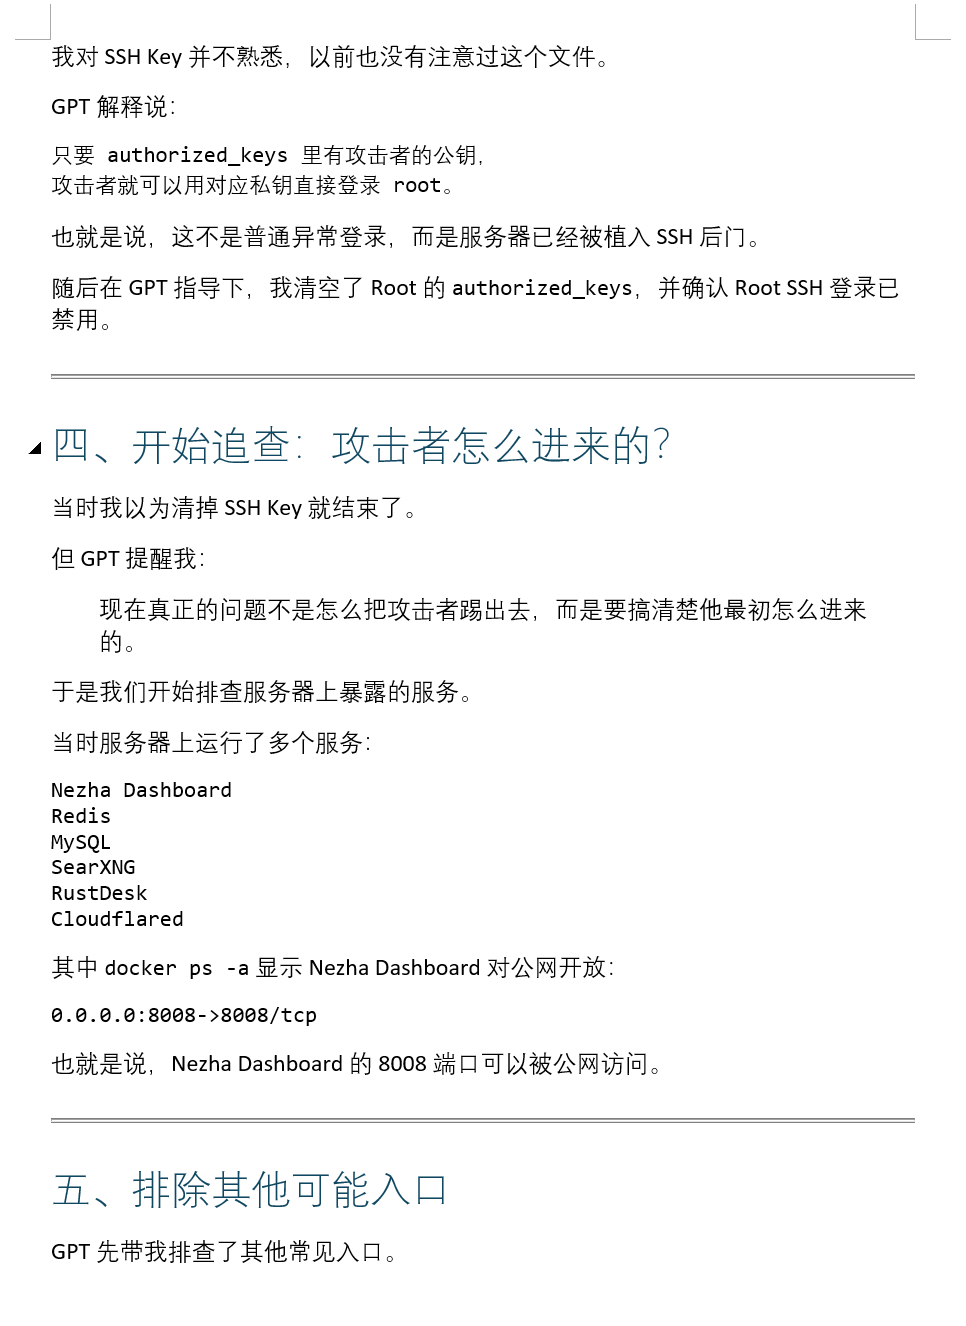 我对 SSH Key 并不熟悉，以前也没有注意过这个文件。
GPT 解释说：
只要 authorized_keys 里有攻击者的公钥，
攻击者就可以用对应私钥直接登录 root。
也就是说，这不是普通异常登录，而是服务器已经被植入 SSH 后门。
随后在 GPT 指导下，我清空了 Root 的 authorized_keys，并确认 Root SSH 登录已
禁用。
四、开始追查：攻击者怎么进来的？
当时我以为清掉 SSH Key 就结束了。
但 GPT 提醒我：
现在真正的问题不是怎么把攻击者踢出去，而是要搞清楚他最初怎么进来
的。
于是我们开始排查服务器上暴露的服务。
当时服务器上运行了多个服务：
Nezha Dashboard
Redis
MySQL
SearXNG
RustDesk
Cloudflared
其中 docker ps -a 显示 Nezha Dashboard 对公网开放：
0.0.0.0:8008->8008/tcp
也就是说，Nezha Dashboard 的 8008 端口可以被公网访问。
五、排除其他可能入口
GPT 先带我排查了其他常见入口。